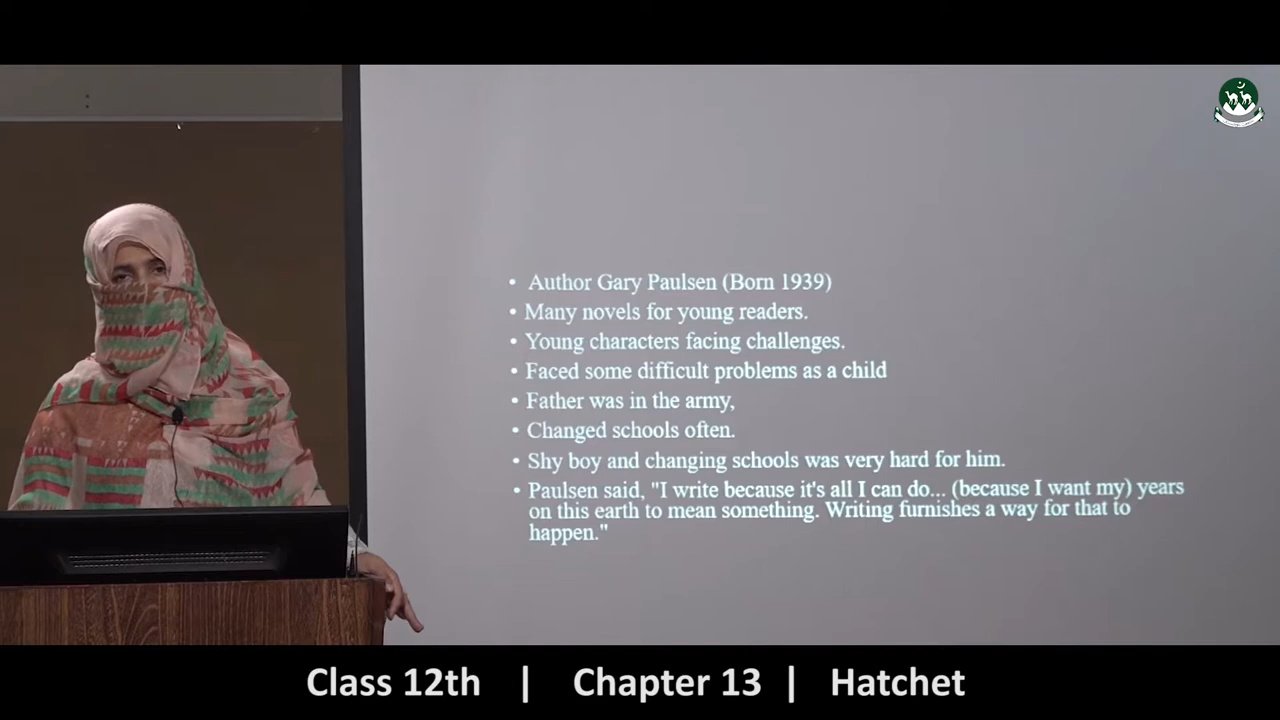 • Author Gary Paulsen (Born 1939)
• Many novels for young readers.
• Young characters facing challenges.
• Faced some difficult problems as a child
• Father was in the army,
• Changed schools often.
• Shy boy and changing schools was very hard for him.
• Paulsen said, "I write because it's all I can do... (because I want my) years
on this earth to mean something. Writing furnishes a way for that to
happen."
Class 12th | Chapter 13 | Hatchet